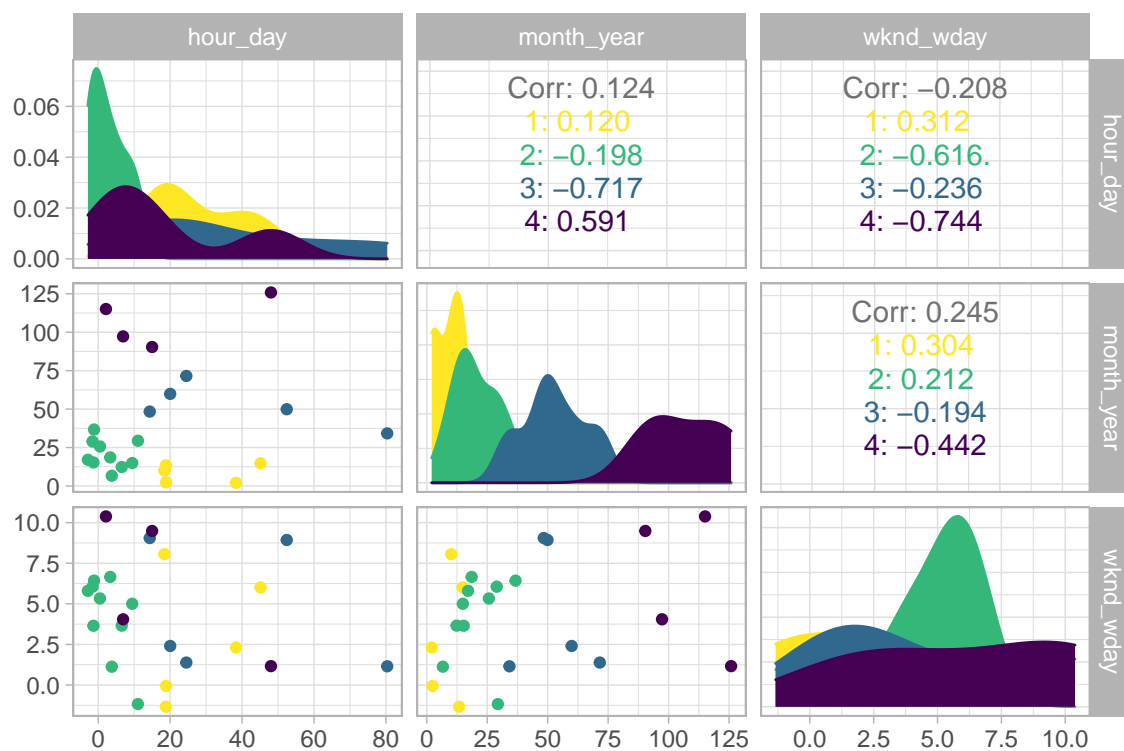 hour_day month_year wknd_wday
0.06
0.04
0.02
0.00
Corr: 0.124
1: 0.120
2: −0.198
3: −0.717
4: 0.591
Corr: −0.208
1: 0.312
2: −0.616.
3: −0.236
4: −0.744
hour_day
125
100
75
50
25
0
Corr: 0.245
1: 0.304
2: 0.212
3: −0.194
4: −0.442
month_year
10.0
7.5
5.0
2.5
0.0
wknd_wday
0 20 40 60 80
0 25 50 75 100 125
0.0 2.5 5.0 7.5 10.0